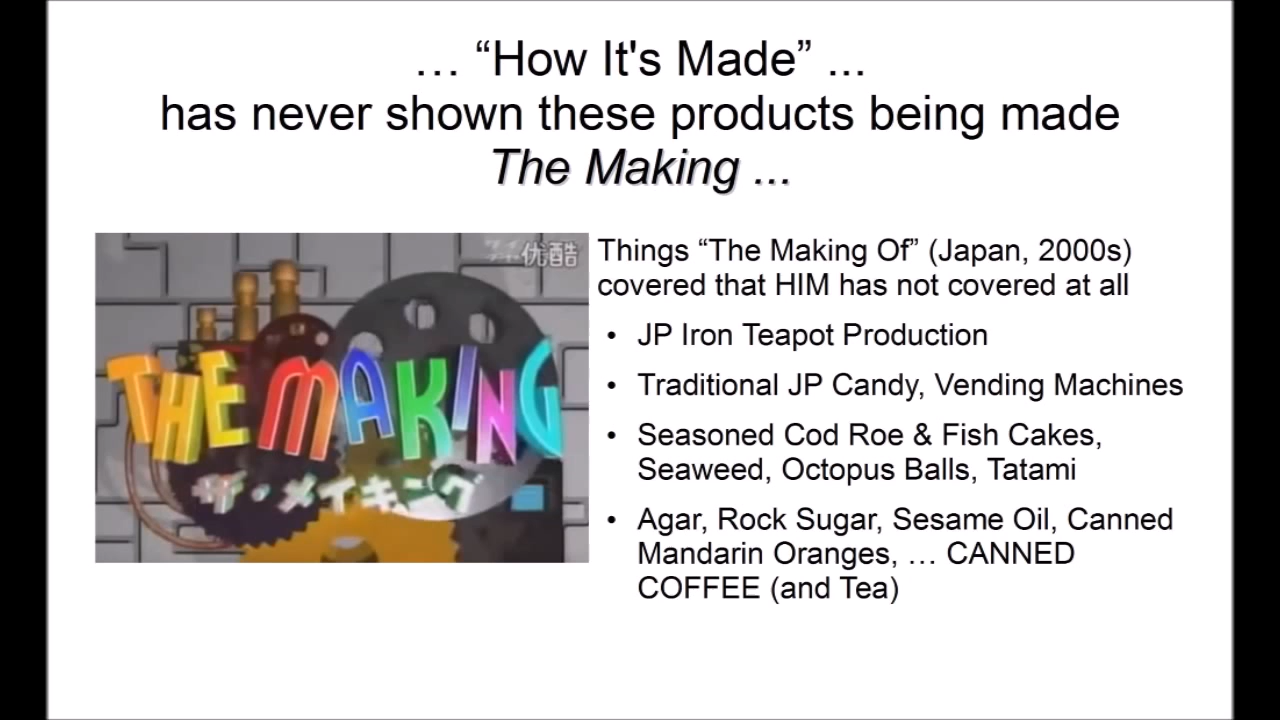 … “How It's Made” ...
has never shown these products being made
The Making ...
优酷
THE MAKING
ザ・メイキング
Things “The Making Of” (Japan, 2000s)
covered that HIM has not covered at all
• JP Iron Teapot Production
• Traditional JP Candy, Vending Machines
• Seasoned Cod Roe & Fish Cakes,
Seaweed, Octopus Balls, Tatami
• Agar, Rock Sugar, Sesame Oil, Canned
Mandarin Oranges, … CANNED
COFFEE (and Tea)